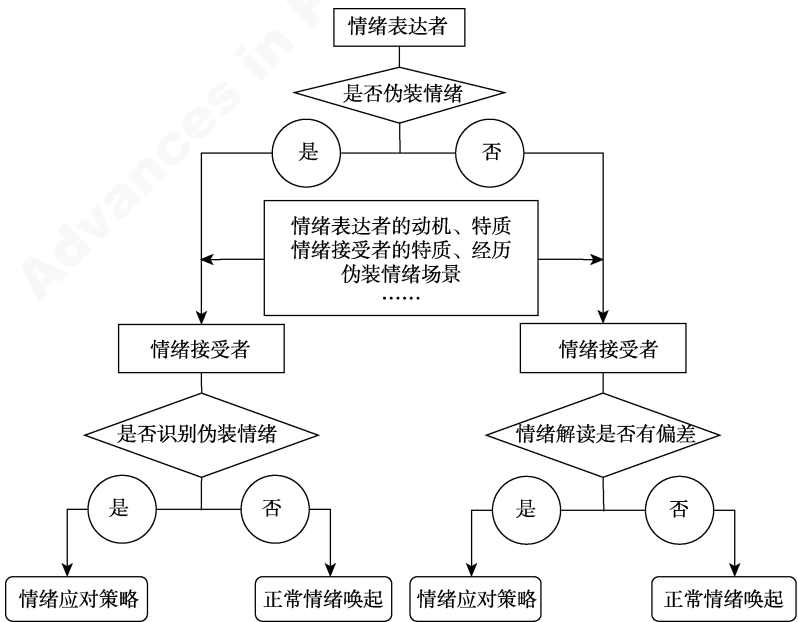 情绪表达者
是否伪装情绪
是
否
情绪表达者的动机、特质
情绪接受者的特质、经历
伪装情绪场景
……
情绪接受者
情绪接受者
是否识别伪装情绪
情绪解读是否有偏差
是
否
是
否
情绪应对策略
正常情绪唤起
情绪应对策略
正常情绪唤起
Advances in P